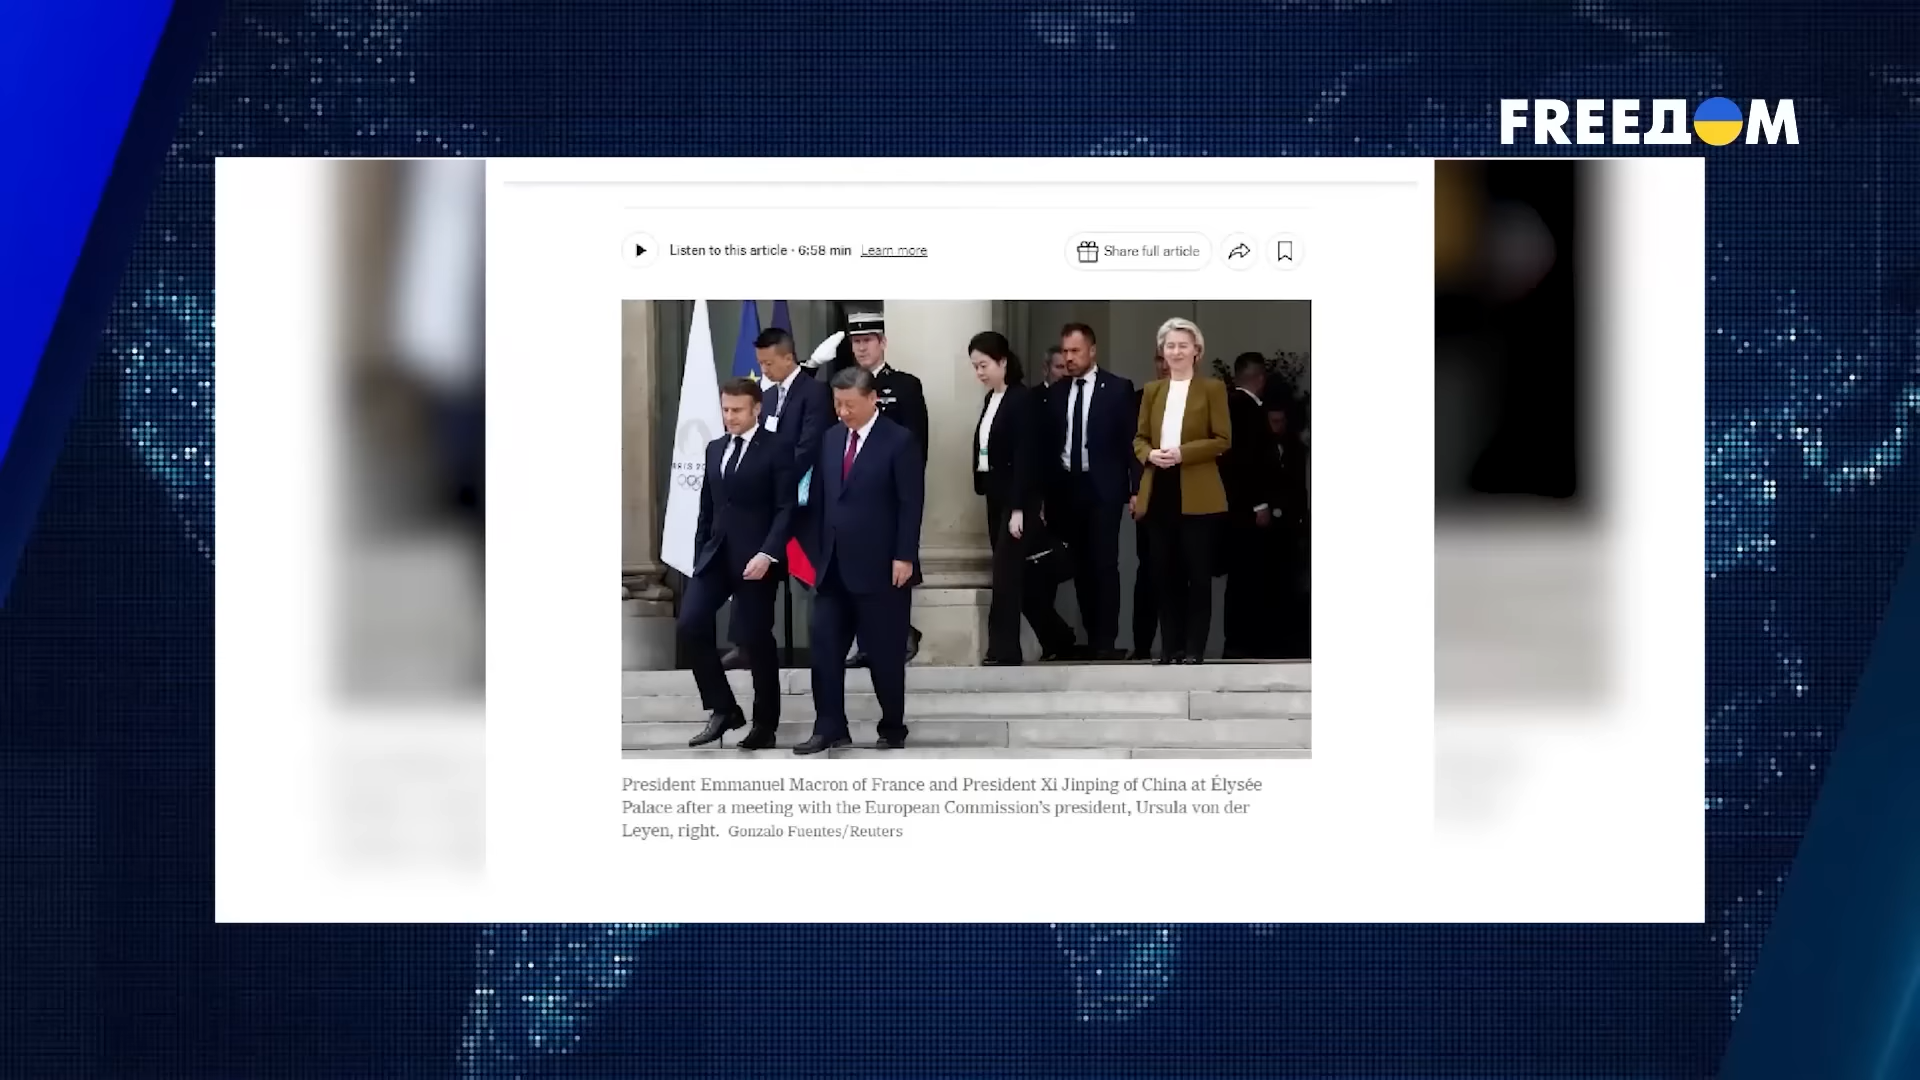 FREEДOM
Listen to this article · 6:58 min Learn more
Share full article
President Emmanuel Macron of France and President Xi Jinping of China at Élysée
Palace after a meeting with the European Commission’s president, Ursula von der
Leyen, right. Gonzalo Fuentes/Reuters